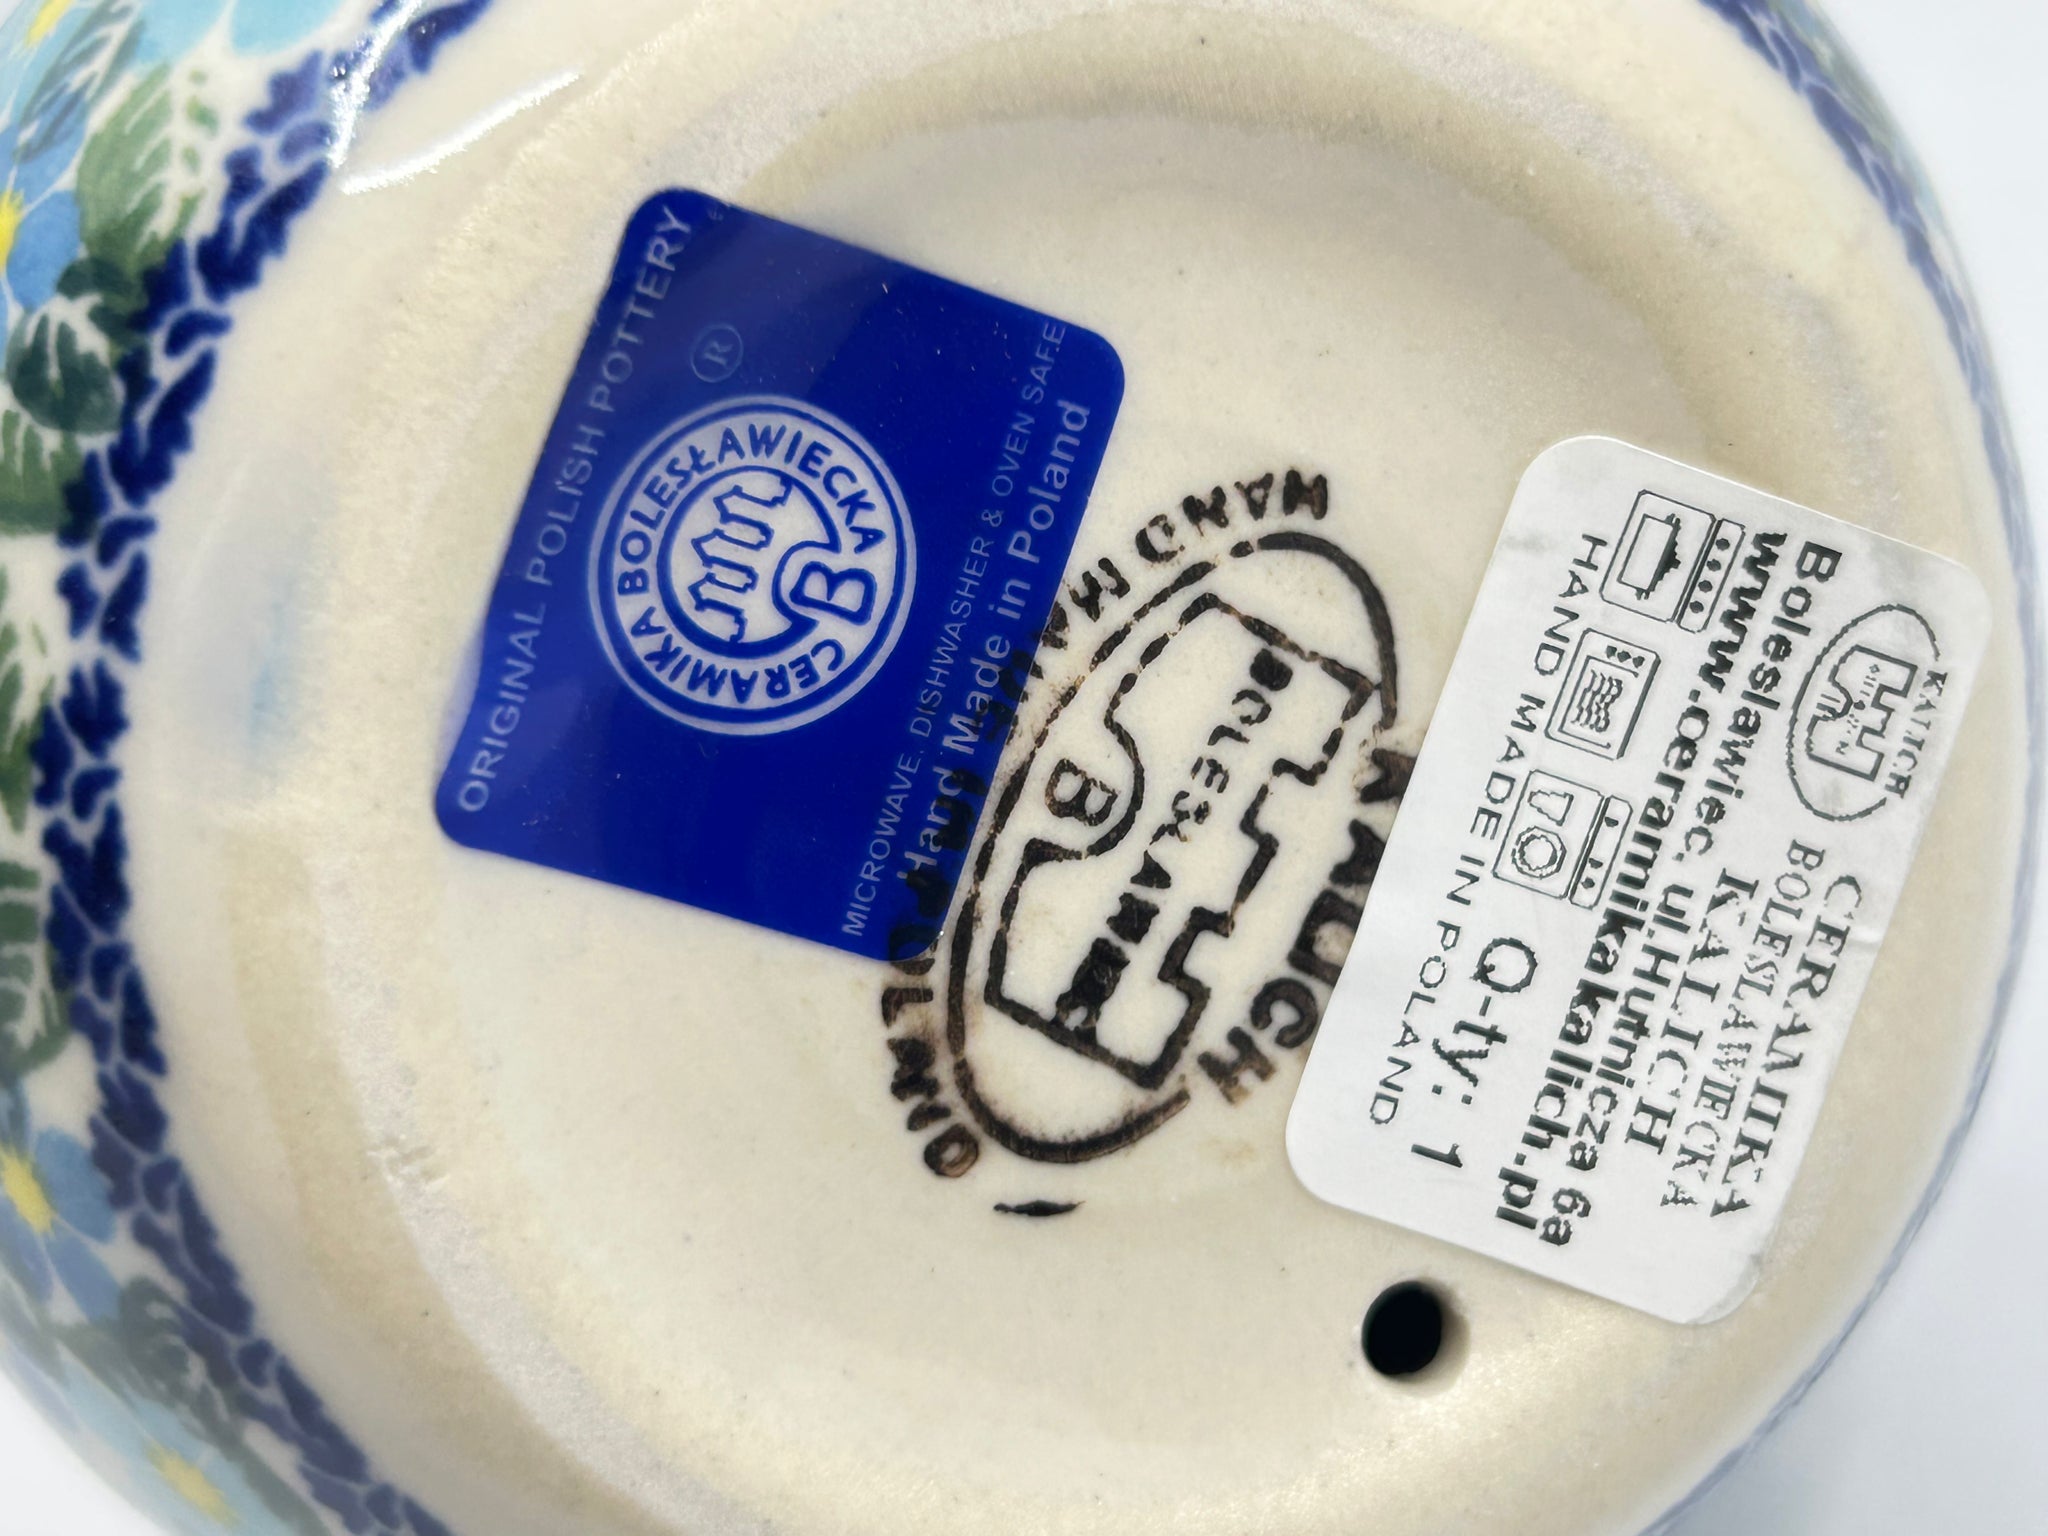 ORIGINAL POLISH POTTERY
®
CERAMIKA BOLESŁAWIECKA
B
MICROWAVE, DISHWASHER & OVEN SAFE
Hand Made in Poland
HAND MADE
POLAND
B
BOLESŁAWIEC
KALICH
KALICH
CERAMIKA
BOLESŁAWIECKA
KALICH
Boleslawiec, ul.Hutnicza 6a
www.ceramikakalich.pl
Q-ty: 1
HAND MADE IN POLAND